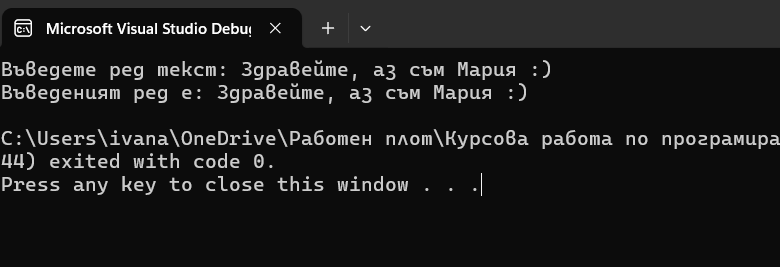 Microsoft Visual Studio Debug
Въведете ред текст: Здравейте, аз съм Мария :)
Въведеният ред е: Здравейте, аз съм Мария :)
C:\Users\ivana\OneDrive\Работен плот\Курсова работа по програмира
44) exited with code 0.
Press any key to close this window . . .